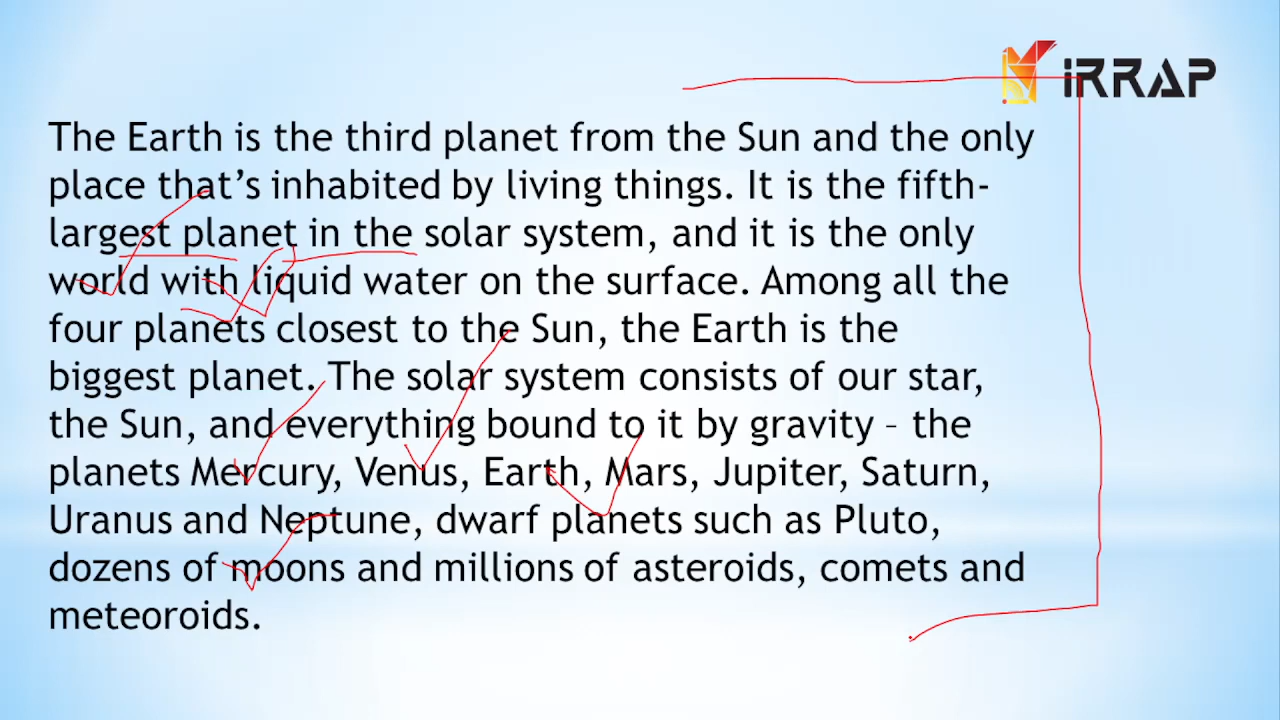 iRRAP
The Earth is the third planet from the Sun and the only
place that’s inhabited by living things. It is the fifth-
largest planet in the solar system, and it is the only
world with liquid water on the surface. Among all the
four planets closest to the Sun, the Earth is the
biggest planet. The solar system consists of our star,
the Sun, and everything bound to it by gravity – the
planets Mercury, Venus, Earth, Mars, Jupiter, Saturn,
Uranus and Neptune, dwarf planets such as Pluto,
dozens of moons and millions of asteroids, comets and
meteoroids.